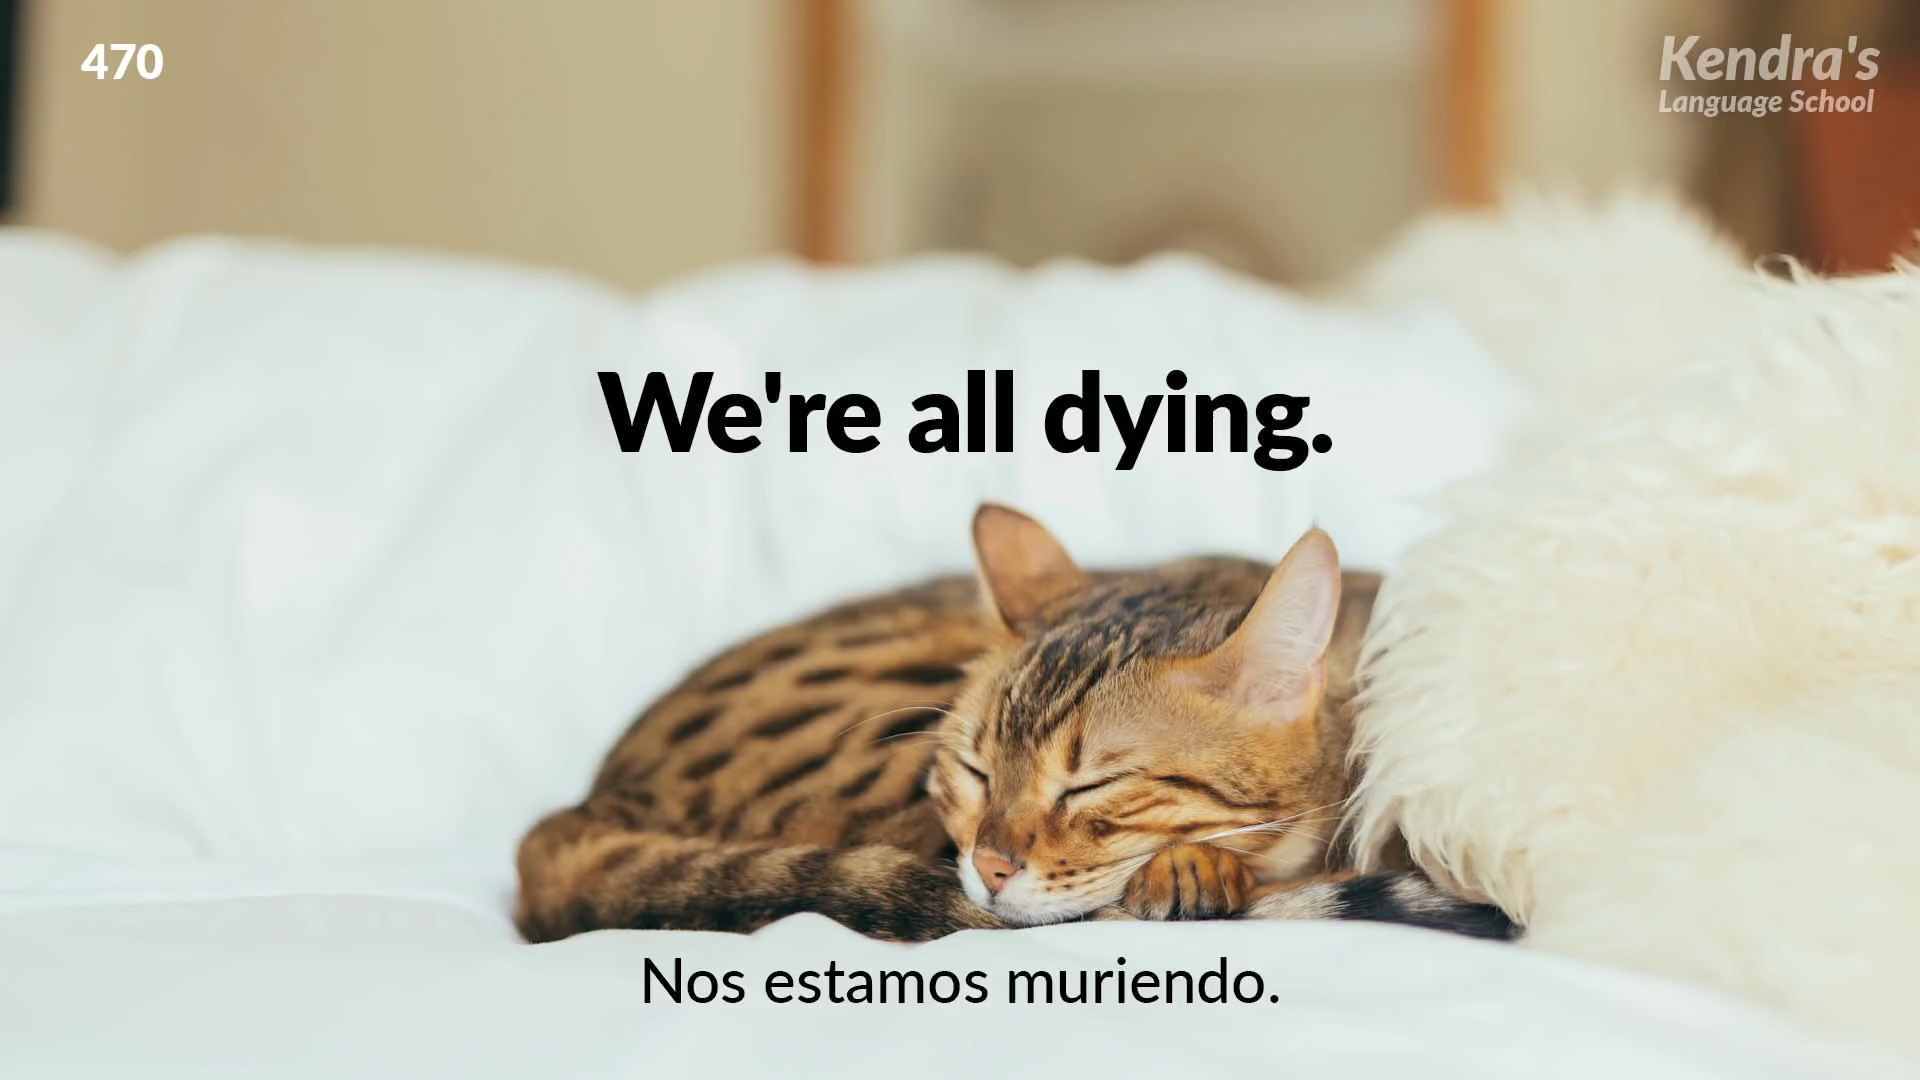 470
Kendra's
Language School
We're all dying.
Nos estamos muriendo.